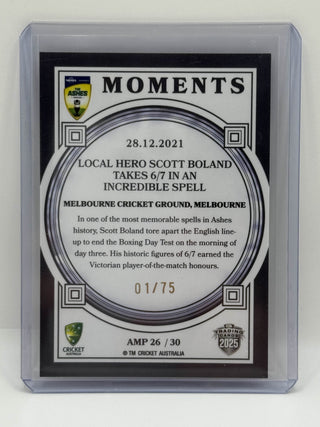 THE
ASHES
MOMENTS
28.12.2021
LOCAL HERO SCOTT BOLAND
TAKES 6/7 IN AN
INCREDIBLE SPELL
MELBOURNE CRICKET GROUND, MELBOURNE
In one of the most memorable spells in Ashes
history, Scott Boland tore apart the English line-
up to end the Boxing Day Test on the morning of
day three. His historic figures of 6/7 earned the
Victorian player-of-the-match honours.
01/75
CRICKET
AUSTRALIA
AMP 26 / 30
© TM CRICKET AUSTRALIA
TRADING
CARDS
2025